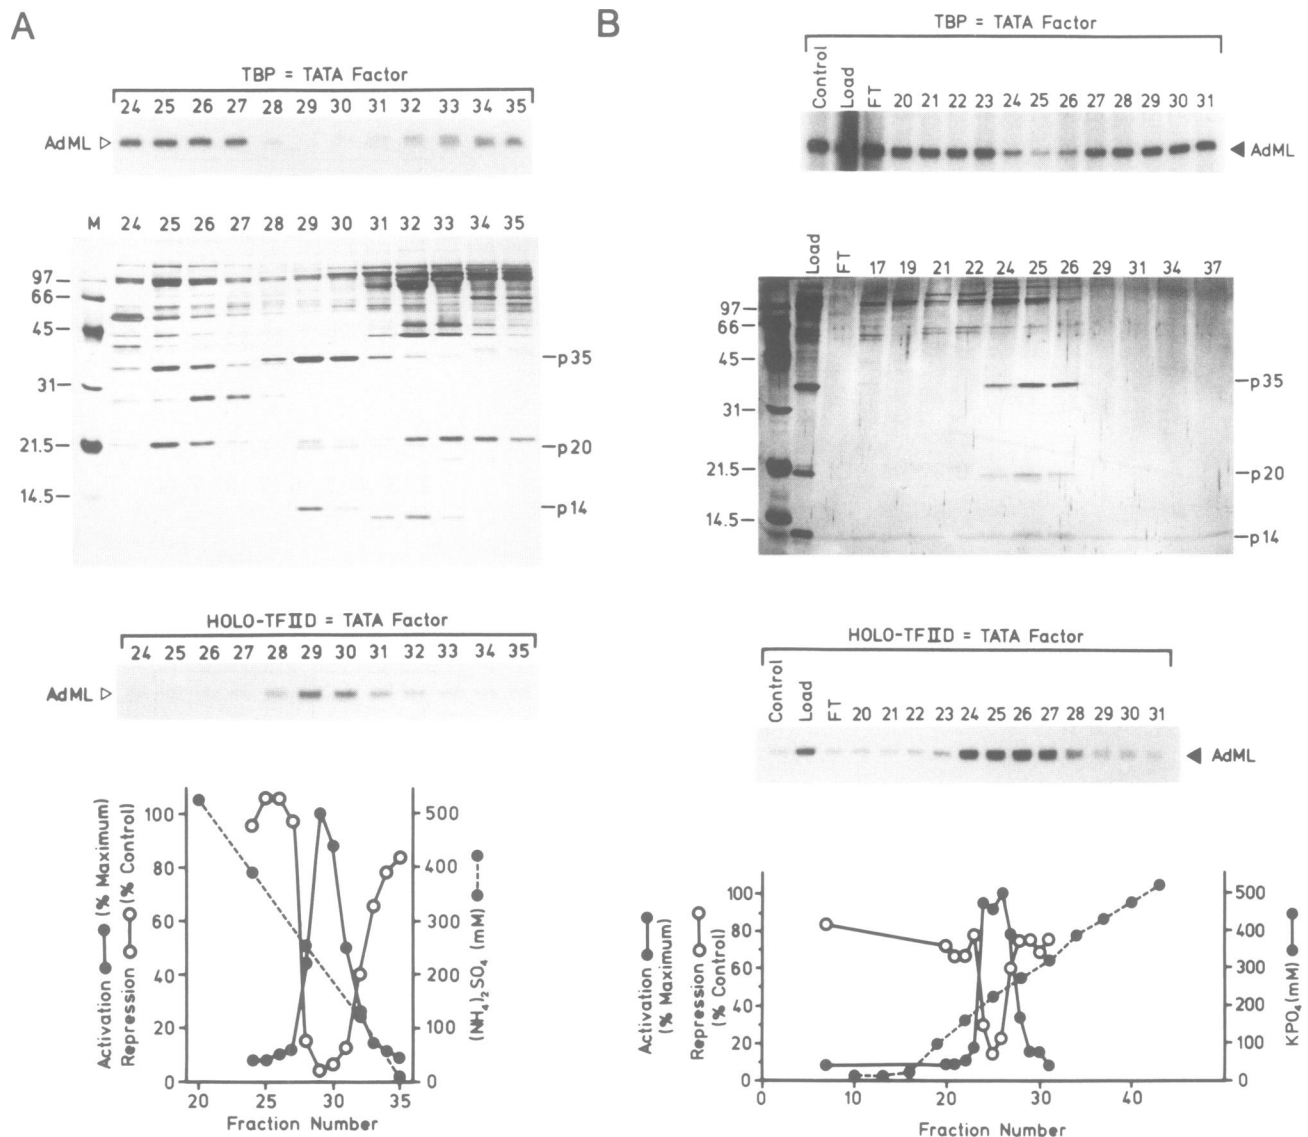 A
TBP = TATA Factor
24 25 26 27 28 29 30 31 32 33 34 35
AdML
M 24 25 26 27 28 29 30 31 32 33 34 35
97
66
45
31
21.5
14.5
p35
p20
p14
HOLO-TFIID = TATA Factor
24 25 26 27 28 29 30 31 32 33 34 35
AdML
Activation (% Maximum)
Repression (% Control)
100
80
60
40
20
0
500
400
300
200
100
0
(NH4)2SO4 (mM)
20 25 30 35
Fraction Number
B
TBP = TATA Factor
Control Load FT 20 21 22 23 24 25 26 27 28 29 30 31
AdML
Load FT 17 19 21 22 24 25 26 29 31 34 37
97
66
45
31
21.5
14.5
p35
p20
p14
HOLO-TFIID = TATA Factor
Control Load FT 20 21 22 23 24 25 26 27 28 29 30 31
AdML
Activation
(% Maximum)
Repression
(% Control)
100
80
60
40
20
0
500
400
300
200
100
0
KPO4(mM)
0 10 20 30 40
Fraction Number